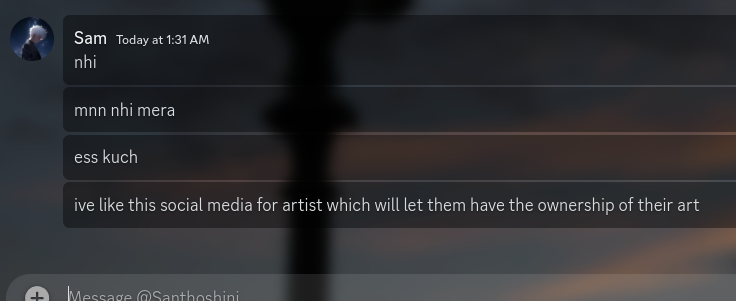 Sam Today at 1:31 AM
nhi
mnn nhi mera
ess kuch
ive like this social media for artist which will let them have the ownership of their art
Message @Santhoshini